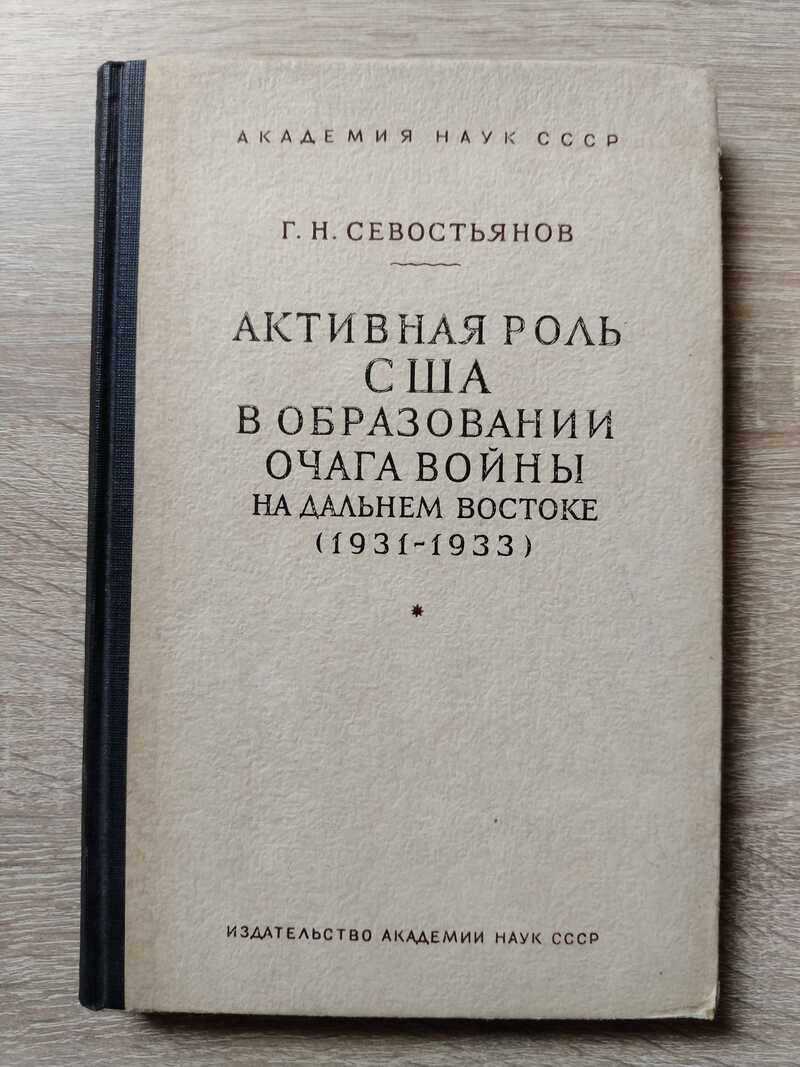 АКАДЕМИЯ НАУК СССР
Г. Н. СЕВОСТЬЯНОВ
АКТИВНАЯ РОЛЬ
США
В ОБРАЗОВАНИИ
ОЧАГА ВОЙНЫ
НА ДАЛЬНЕМ ВОСТОКЕ
(1931-1933)
ИЗДАТЕЛЬСТВО АКАДЕМИИ НАУК СССР